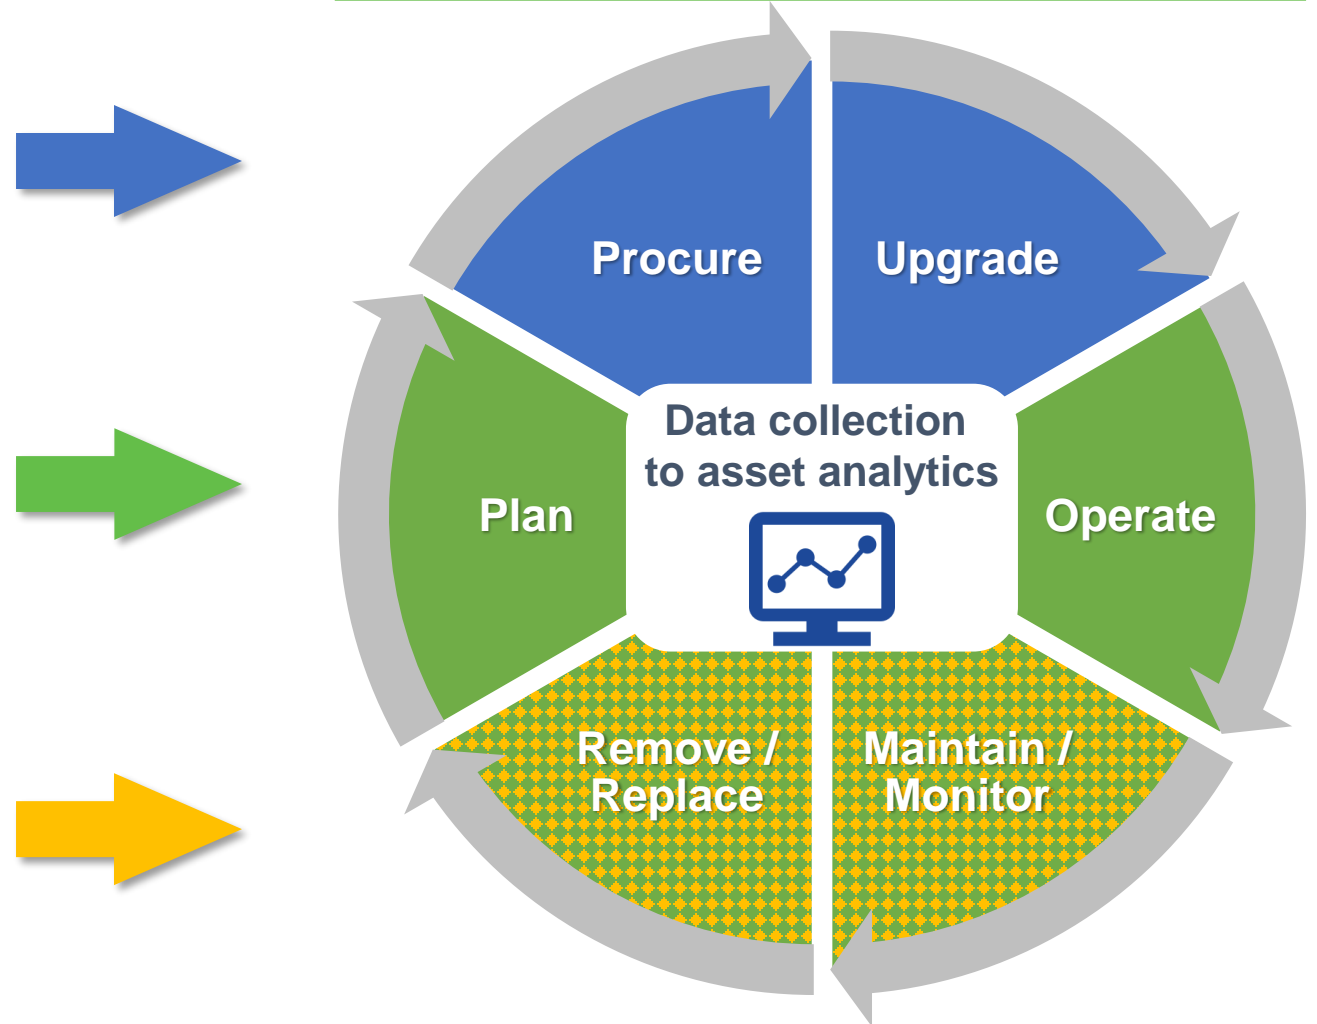 Procure
Upgrade
Data collection
to asset analytics
Plan
Operate
Remove /
Replace
Maintain /
Monitor